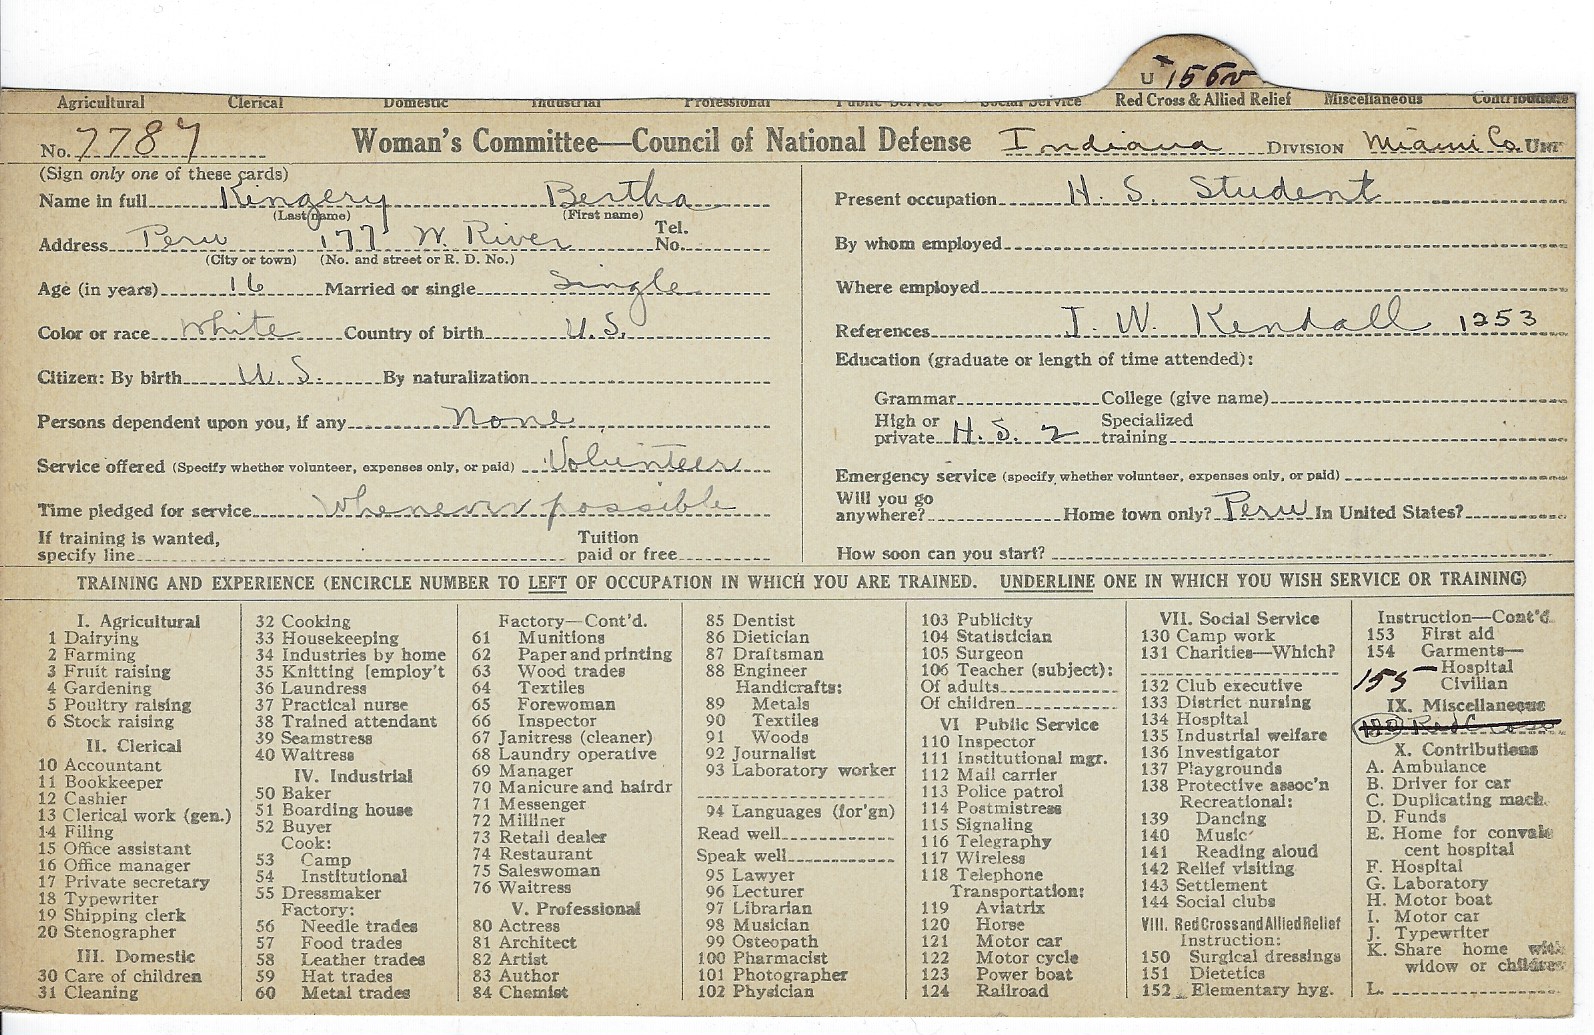 U 156
Agricultural Clerical Domestic Industrial Professional Public Service Social Service Red Cross & Allied Relief Miscellaneous Contributions
No. 7787 Woman's Committee—Council of National Defense Indiana DIVISION Miami Co. UNIT
(Sign only one of these cards)
Name in full Kingery Bertha
(Last name) (First name)
Address Peru 177 W. River Tel. No.
(City or town) (No. and street or R. D. No.)
Age (in years) 16 Married or single Single
Color or race White Country of birth U.S.
Citizen: By birth U. S. By naturalization
Persons dependent upon you, if any None
Service offered (Specify whether volunteer, expenses only, or paid) Volunteer
Time pledged for service Whenever possible
If training is wanted, specify line Tuition paid or free
Present occupation H. S. Student
By whom employed
Where employed
References I. W. Kendall 1253
Education (graduate or length of time attended):
Grammar College (give name)
High or private H. S. 2 Specialized training
Emergency service (specify whether volunteer, expenses only, or paid)
Will you go anywhere? Home town only? Peru In United States?
How soon can you start?
TRAINING AND EXPERIENCE (ENCIRCLE NUMBER TO LEFT OF OCCUPATION IN WHICH YOU ARE TRAINED. UNDERLINE ONE IN WHICH YOU WISH SERVICE OR TRAINING)
I. Agricultural
1 Dairying
2 Farming
3 Fruit raising
4 Gardening
5 Poultry raising
6 Stock raising
II. Clerical
10 Accountant
11 Bookkeeper
12 Cashier
13 Clerical work (gen.)
14 Filing
15 Office assistant
16 Office manager
17 Private secretary
18 Typewriter
19 Shipping clerk
20 Stenographer
III. Domestic
30 Care of children
31 Cleaning
32 Cooking
33 Housekeeping
34 Industries by home
35 Knitting [employ't
36 Laundress
37 Practical nurse
38 Trained attendant
39 Seamstress
40 Waitress
IV. Industrial
50 Baker
51 Boarding house
52 Buyer
Cook:
53 Camp
54 Institutional
55 Dressmaker
Factory:
56 Needle trades
57 Food trades
58 Leather trades
59 Hat trades
60 Metal trades
Factory—Cont'd.
61 Munitions
62 Paper and printing
63 Wood trades
64 Textiles
65 Forewoman
66 Inspector
67 Janitress (cleaner)
68 Laundry operative
69 Manager
70 Manicure and hairdr
71 Messenger
72 Milliner
73 Retail dealer
74 Restaurant
75 Saleswoman
76 Waitress
V. Professional
80 Actress
81 Architect
82 Artist
83 Author
84 Chemist
85 Dentist
86 Dietician
87 Draftsman
88 Engineer
Handicrafts:
89 Metals
90 Textiles
91 Woods
92 Journalist
93 Laboratory worker
94 Languages (for'gn)
Read well
Speak well
95 Lawyer
96 Lecturer
97 Librarian
98 Musician
99 Osteopath
100 Pharmacist
101 Photographer
102 Physician
103 Publicity
104 Statistician
105 Surgeon
106 Teacher (subject):
Of adults
Of children
VI Public Service
110 Inspector
111 Institutional mgr.
112 Mail carrier
113 Police patrol
114 Postmistress
115 Signaling
116 Telegraphy
117 Wireless
118 Telephone
Transportation:
119 Aviatrix
120 Horse
121 Motor car
122 Motor cycle
123 Power boat
124 Railroad
VII. Social Service
130 Camp work
131 Charities—Which?
132 Club executive
133 District nursing
134 Hospital
135 Industrial welfare
136 Investigator
137 Playgrounds
138 Protective assoc'n
Recreational:
139 Dancing
140 Music
141 Reading aloud
142 Relief visiting
143 Settlement
144 Social clubs
VIII. Red Cross and Allied Relief
Instruction:
150 Surgical dressings
151 Dietetics
152 Elementary hyg.
Instruction—Cont'd.
153 First aid
154 Garments—
Hospital
155 Civilian
IX. Miscellaneous
Red Cross
X. Contributions
A. Ambulance
B. Driver for car
C. Duplicating mach.
D. Funds
E. Home for convale
cent hospital
F. Hospital
G. Laboratory
H. Motor boat
I. Motor car
J. Typewriter
K. Share home with
widow or children
L.